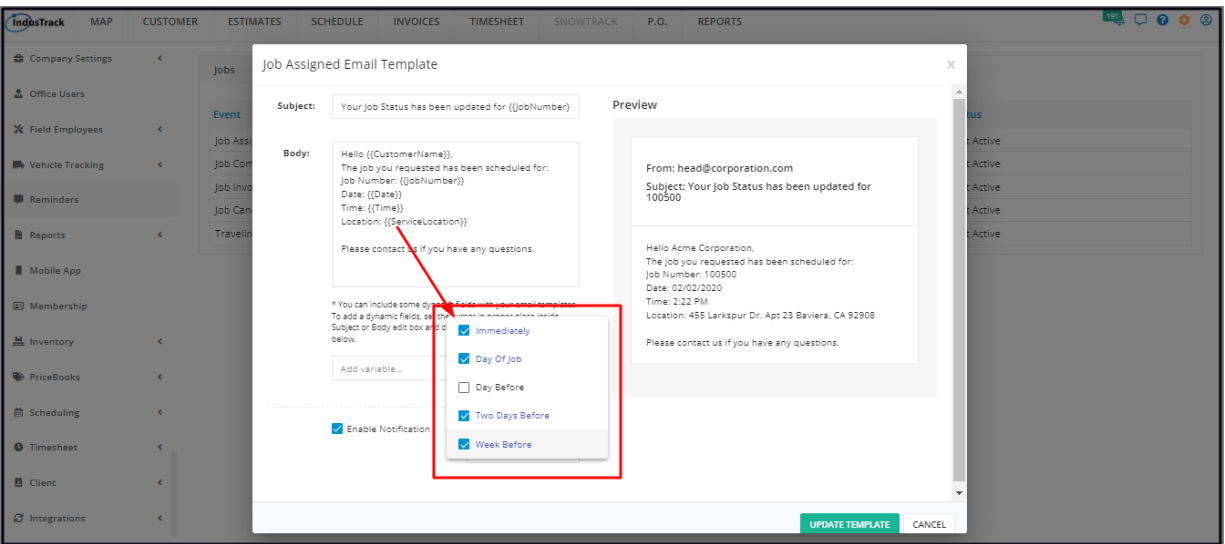 IndusTrack MAP CUSTOMER ESTIMATES SCHEDULE INVOICES TIMESHEET SNOWTRACK P.O. REPORTS 191
Company Settings
Office Users
Field Employees
Vehicle Tracking
Reminders
Reports
Mobile App
Membership
Inventory
PriceBooks
Scheduling
Timesheet
Client
Integrations
Jobs
Event
Job Assi
Job Com
Job Invo
Job Can
Travelin
tus
t Active
t Active
t Active
t Active
t Active
Job Assigned Email Template
X
Subject:
Your Job Status has been updated for {{JobNumber}
Body:
Hello {{CustomerName}},
The job you requested has been scheduled for:
Job Number: {{JobNumber}}
Date: {{Date}}
Time: {{Time}}
Location: {{ServiceLocation}}
Please contact us if you have any questions.
* You can include some dynamic fields with your email templates.
To add a dynamic fields, set the cursor in proper place inside
Subject or Body edit box and c
below.
Add variable...
Enable Notification
Immediately
Day Of Job
Day Before
Two Days Before
Week Before
Preview
From: head@corporation.com
Subject: Your Job Status has been updated for
100500
Hello Acme Corporation,
The job you requested has been scheduled for:
Job Number: 100500
Date: 02/02/2020
Time: 2:22 PM
Location: 455 Larkspur Dr. Apt 23 Baviera, CA 92908
Please contact us if you have any questions.
UPDATE TEMPLATE CANCEL